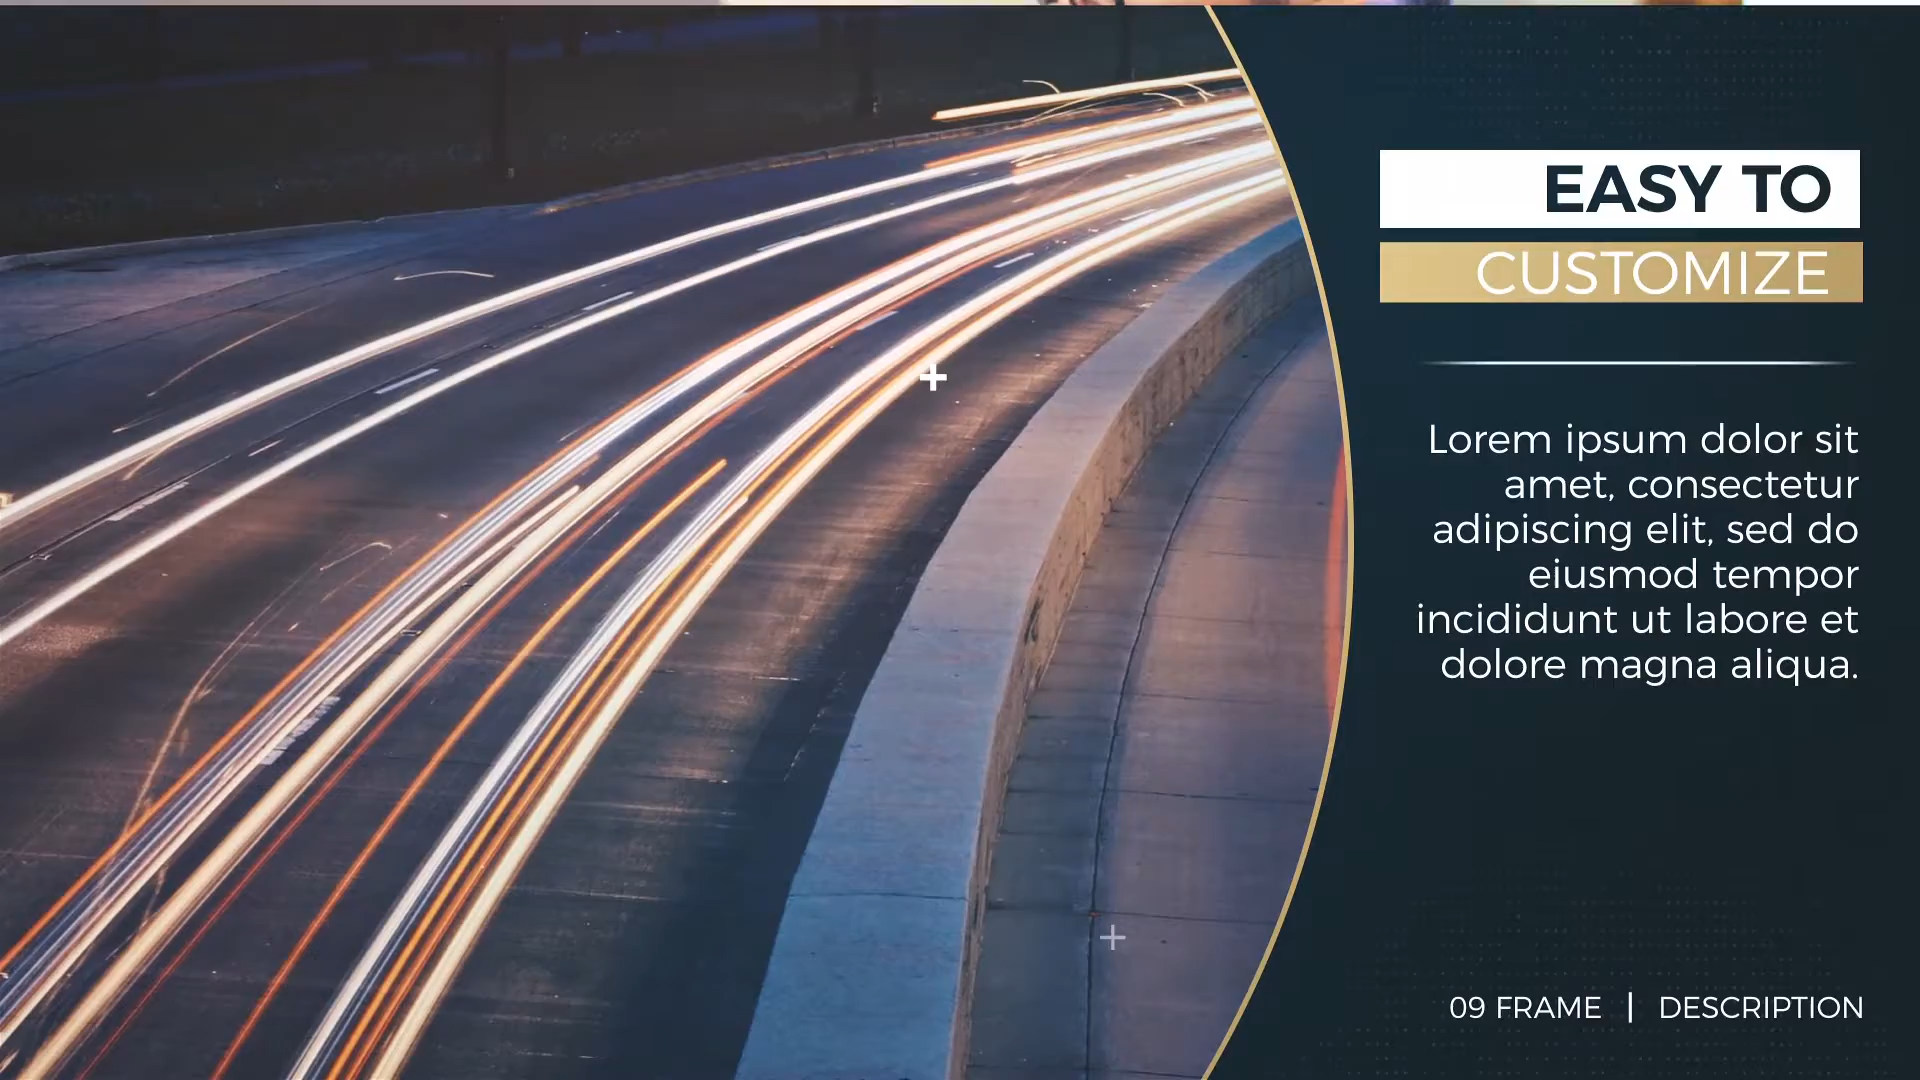 EASY TO
CUSTOMIZE
Lorem ipsum dolor sit
amet, consectetur
adipiscing elit, sed do
eiusmod tempor
incididunt ut labore et
dolore magna aliqua.
09 FRAME | DESCRIPTION